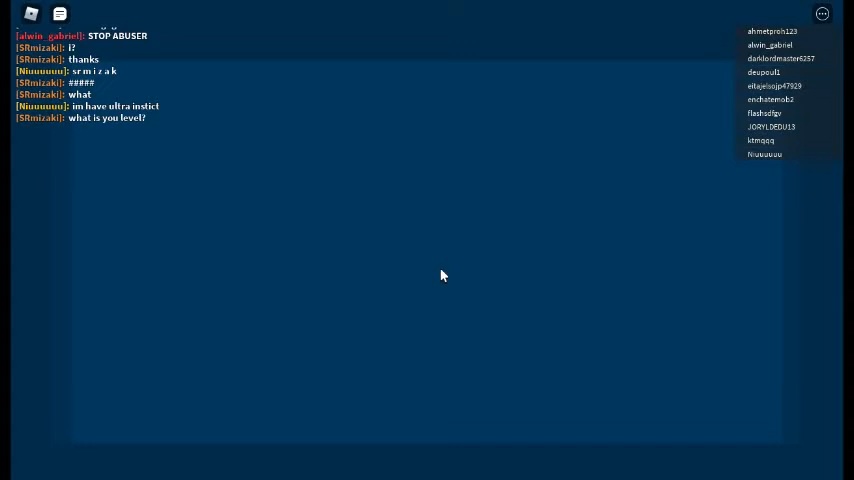 [alwin_gabriel]: STOP ABUSER
[SRmizaki]: i?
[SRmizaki]: thanks
[Niuuuuuu]: sr m i z a k
[SRmizaki]: #####
[SRmizaki]: what
[Niuuuuuu]: im have ultra instict
[SRmizaki]: what is you level?
ahmetproh123
alwin_gabriel
darklordmaster6257
deupoul1
eitajelsojp47929
enchatemob2
flashsdfgv
JORYLDEDU13
ktmqqq
Niuuuuuu